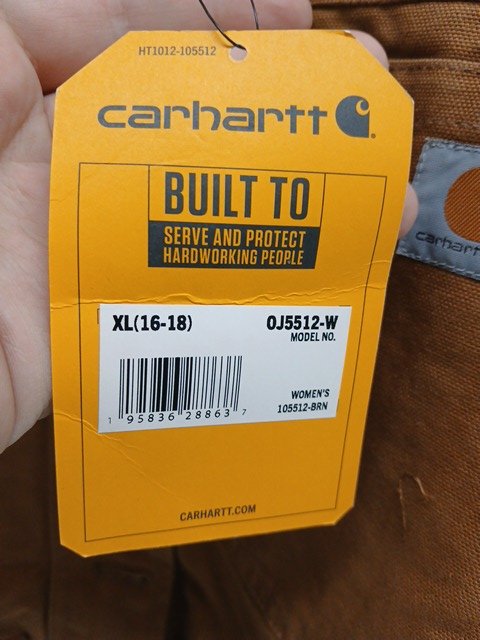 HT1012-105512
carhartt
BUILT TO
SERVE AND PROTECT
HARDWORKING PEOPLE
XL(16-18)
OJ5512-W
MODEL NO.
1 95836 28863 7
WOMEN'S
105512-BRN
CARHARTT.COM
carhartt